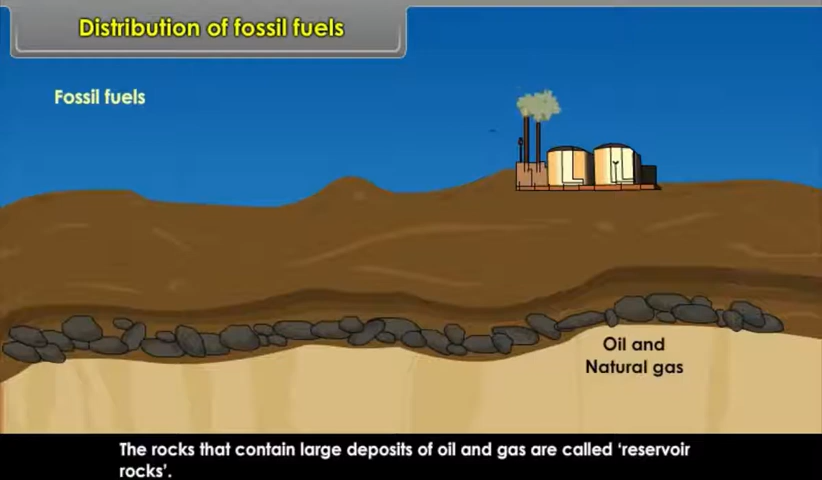 Distribution of fossil fuels
Fossil fuels
Oil and
Natural gas
The rocks that contain large deposits of oil and gas are called ‘reservoir
rocks’.